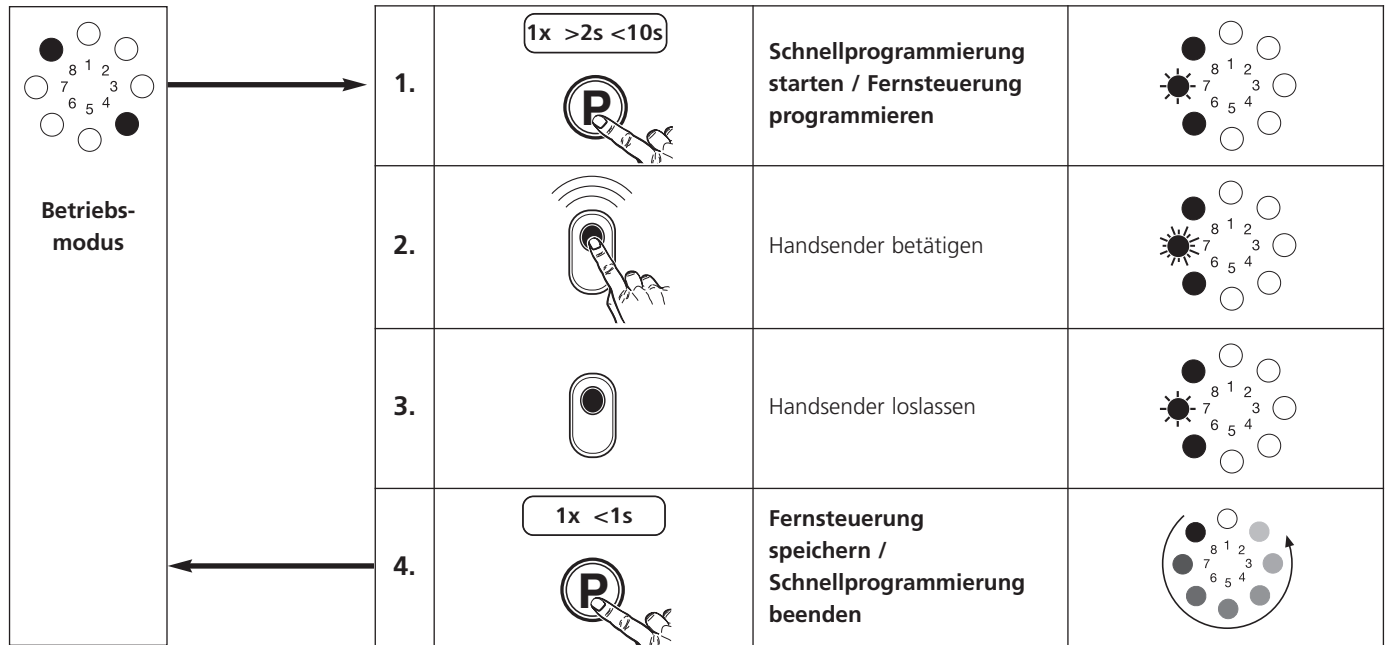 8 1 2
7 3
6 5 4
Betriebs-
modus
1.
1x >2s <10s
P
Schnellprogrammierung
starten / Fernsteuerung
programmieren
8 1 2
7 3
6 5 4
2.
Handsender betätigen
8 1 2
7 3
6 5 4
3.
Handsender loslassen
8 1 2
7 3
6 5 4
4.
1x <1s
P
Fernsteuerung
speichern /
Schnellprogrammierung
beenden
8 1 2
7 3
6 5 4